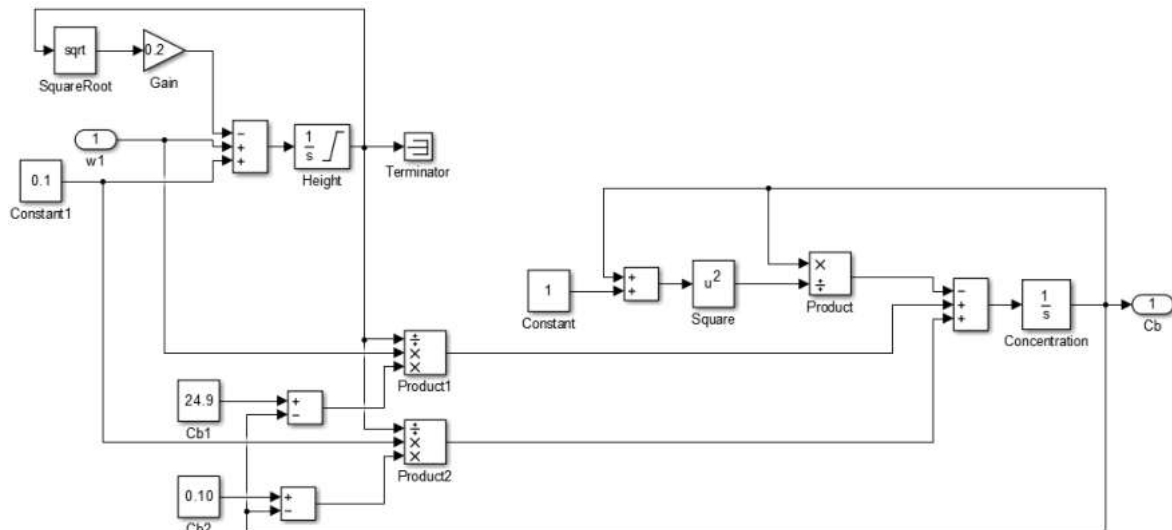 sqrt
SquareRoot
0.2
Gain
1
w1
0.1
Constant1
−
+
+
1
s
Height
Terminator
1
Constant
+
+
u2
Square
×
÷
Product
−
+
+
1
s
Concentration
1
Cb
÷
×
×
Product1
24.9
Cb1
+
−
÷
×
×
Product2
0.10
Cb2
+
−